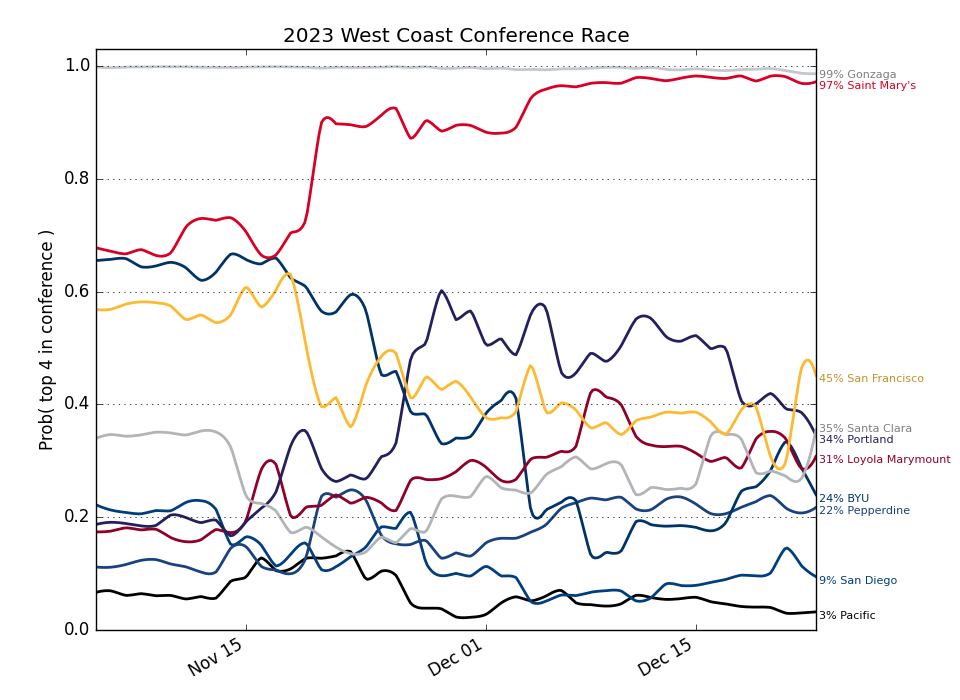 2023 West Coast Conference Race
Prob( top 4 in conference )
1.0
0.8
0.6
0.4
0.2
0.0
Nov 15
Dec 01
Dec 15
99% Gonzaga
97% Saint Mary's
45% San Francisco
35% Santa Clara
34% Portland
31% Loyola Marymount
24% BYU
22% Pepperdine
9% San Diego
3% Pacific